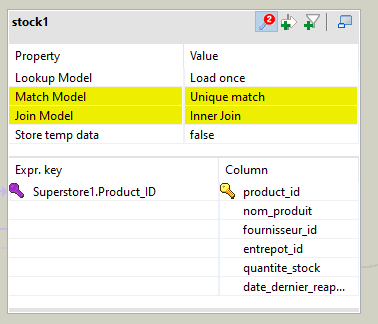 stock1
2
Property Value
Lookup Model Load once
Match Model Unique match
Join Model Inner Join
Store temp data false
Expr. key Column
Superstore1.Product_ID product_id
nom_produit
fournisseur_id
entrepot_id
quantite_stock
date_dernier_reap...